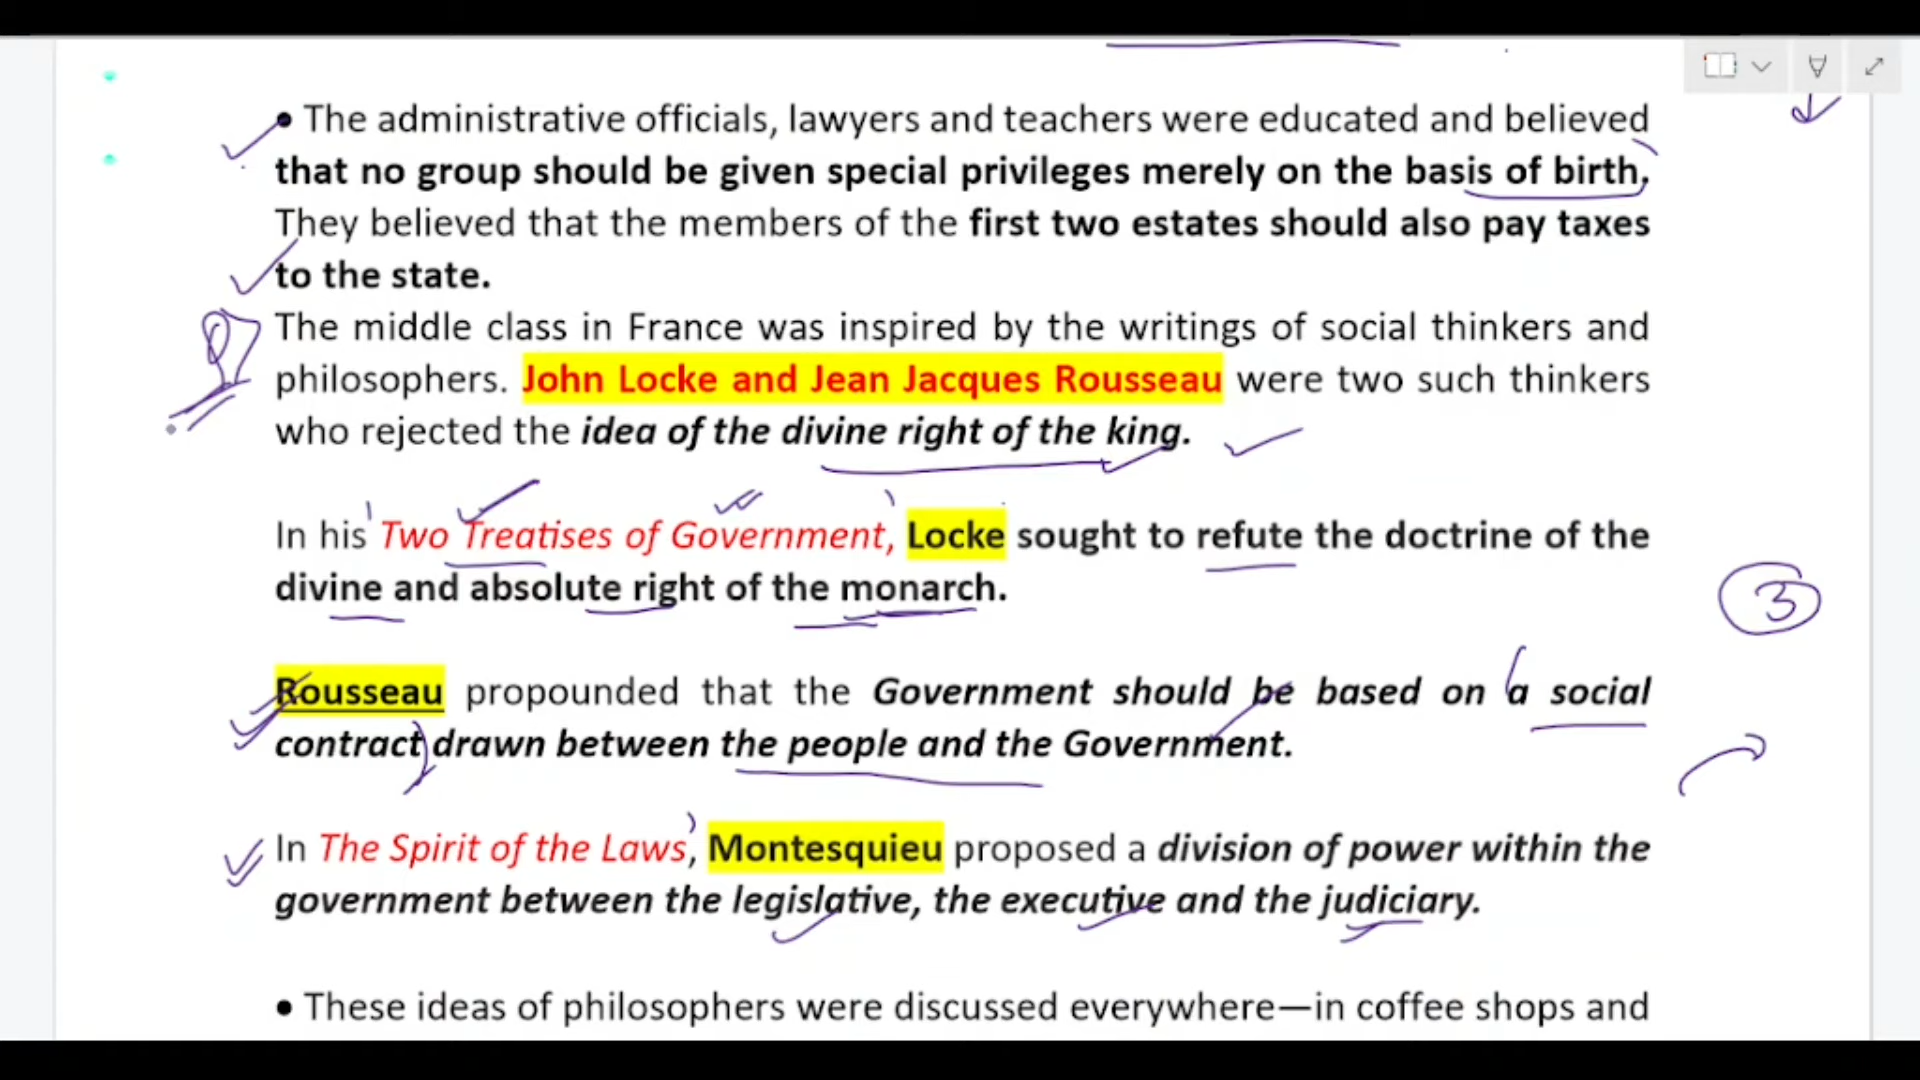 • The administrative officials, lawyers and teachers were educated and believed
that no group should be given special privileges merely on the basis of birth.
They believed that the members of the first two estates should also pay taxes
to the state.
The middle class in France was inspired by the writings of social thinkers and
philosophers. John Locke and Jean Jacques Rousseau were two such thinkers
who rejected the idea of the divine right of the king.
In his Two Treatises of Government, Locke sought to refute the doctrine of the
divine and absolute right of the monarch.
3
Rousseau propounded that the Government should be based on a social
contract drawn between the people and the Government.
In The Spirit of the Laws, Montesquieu proposed a division of power within the
government between the legislative, the executive and the judiciary.
• These ideas of philosophers were discussed everywhere—in coffee shops and